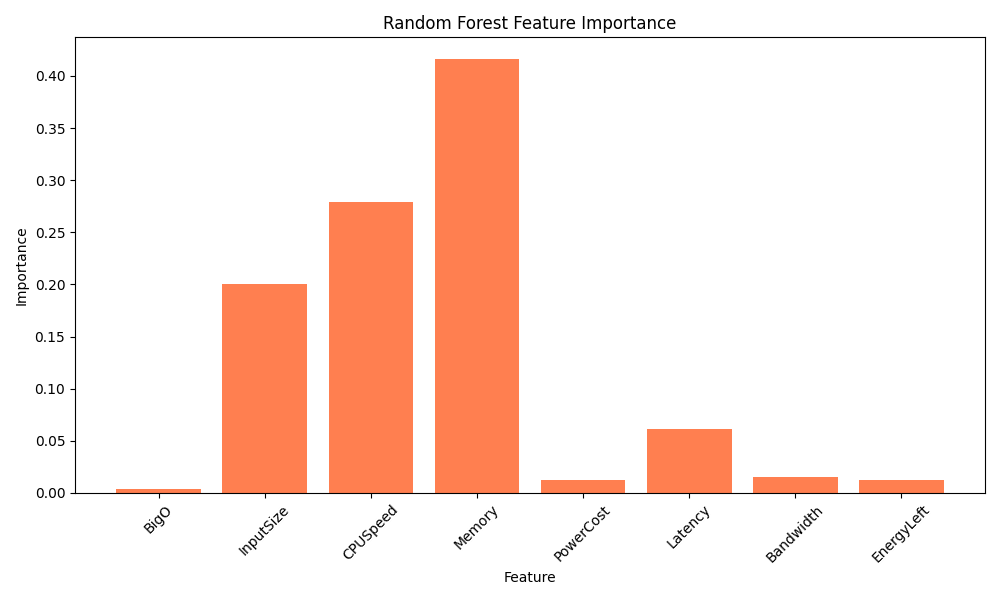 Random Forest Feature Importance
Importance
0.40
0.35
0.30
0.25
0.20
0.15
0.10
0.05
0.00
BigO
InputSize
CPUSpeed
Memory
PowerCost
Latency
Bandwidth
EnergyLeft
Feature